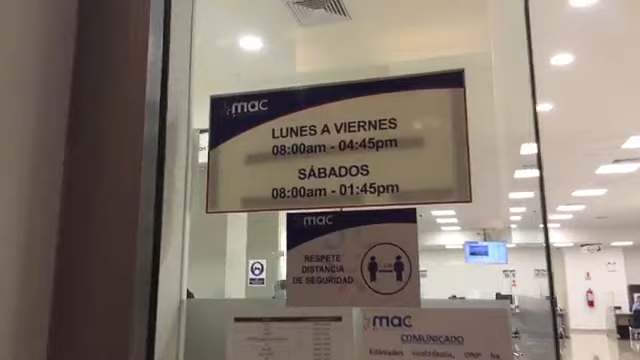 mac
LUNES A VIERNES
08:00am - 04:45pm
SÁBADOS
08:00am - 01:45pm
mac
RESPETE
DISTANCIA
DE SEGURIDAD
mac
COMUNICADO